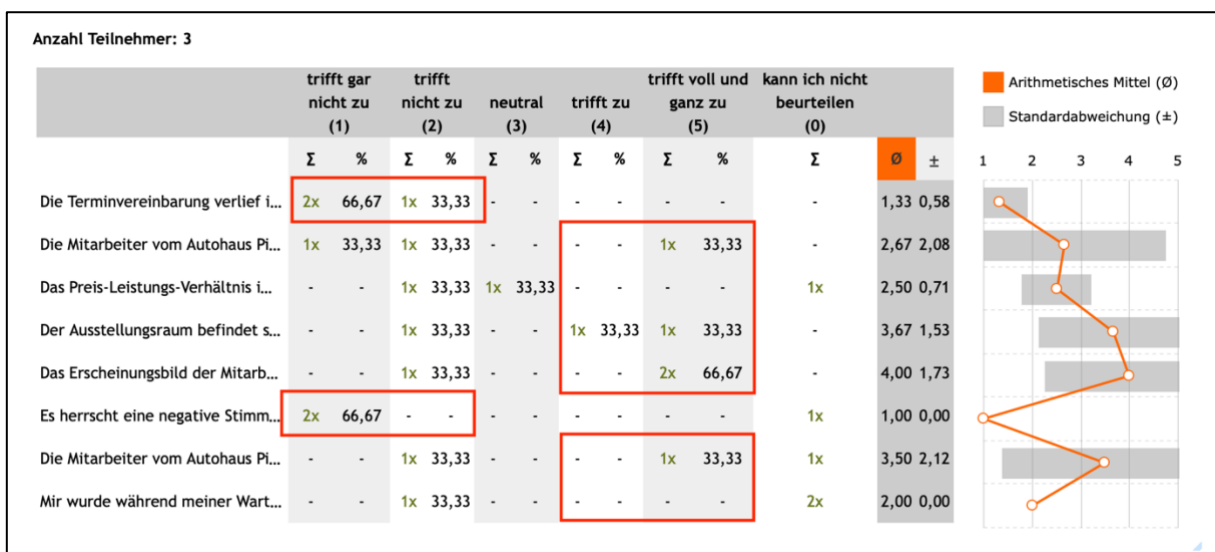 Anzahl Teilnehmer: 3
trifft gar nicht zu (1) trifft nicht zu (2) neutral (3) trifft zu (4) trifft voll und ganz zu (5) kann ich nicht beurteilen (0)
Σ % Σ % Σ % Σ % Σ % Σ Ø ±
Die Terminvereinbarung verlief i... 2x 66,67 1x 33,33 - - - - - - - 1,33 0,58
Die Mitarbeiter vom Autohaus Pi... 1x 33,33 1x 33,33 - - - - 1x 33,33 - 2,67 2,08
Das Preis-Leistungs-Verhältnis i... - - 1x 33,33 1x 33,33 - - - - 1x 2,50 0,71
Der Ausstellungsraum befindet s... - - 1x 33,33 - - 1x 33,33 1x 33,33 - 3,67 1,53
Das Erscheinungsbild der Mitarb... - - 1x 33,33 - - - - 2x 66,67 - 4,00 1,73
Es herrscht eine negative Stimm... 2x 66,67 - - - - - - - - 1x 1,00 0,00
Die Mitarbeiter vom Autohaus Pi... - - 1x 33,33 - - - - 1x 33,33 1x 3,50 2,12
Mir wurde während meiner Wart... - - 1x 33,33 - - - - - - 2x 2,00 0,00
Arithmetisches Mittel (Ø)
Standardabweichung (±)
1 2 3 4 5